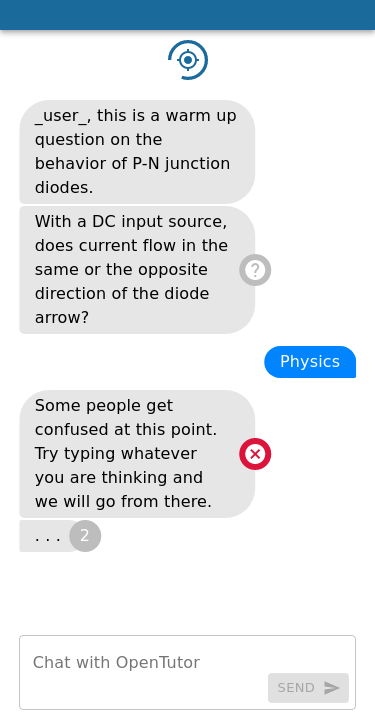 _user_, this is a warm up
question on the
behavior of P-N junction
diodes.
With a DC input source,
does current flow in the
same or the opposite
direction of the diode
arrow?
?
Physics
Some people get
confused at this point.
Try typing whatever
you are thinking and
we will go from there.
. . . 2
Chat with OpenTutor
SEND